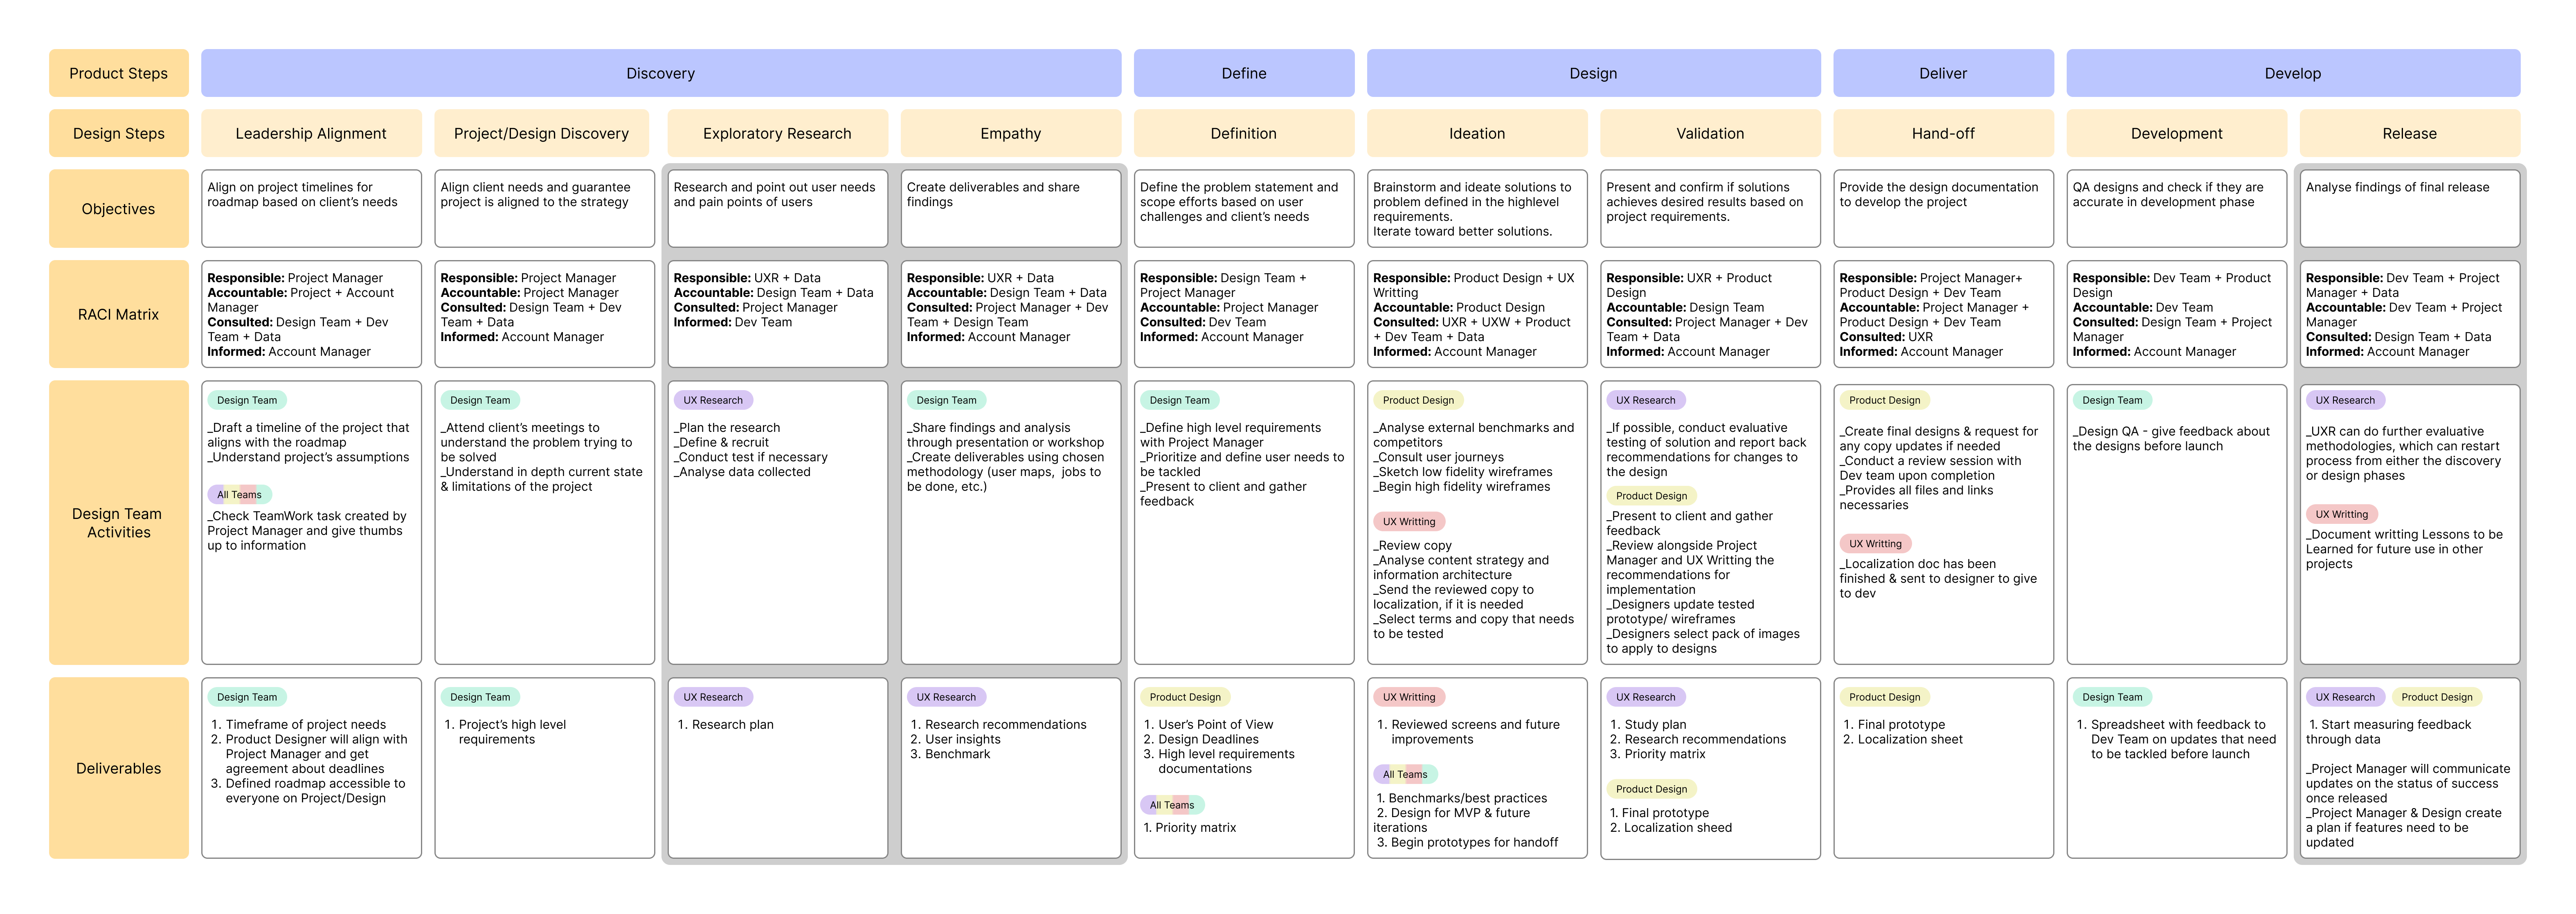 Product Steps
Discovery
Define
Design
Deliver
Develop
Design Steps
Leadership Alignment
Project/Design Discovery
Exploratory Research
Empathy
Definition
Ideation
Validation
Hand-off
Development
Release
Objectives
Align on project timelines for
roadmap based on client’s needs
Align client needs and guarantee
project is aligned to the strategy
Research and point out user needs
and pain points of users
Create deliverables and share
findings
Define the problem statement and
scope efforts based on user
challenges and client’s needs
Brainstorm and ideate solutions to
problem defined in the highlevel
requirements.
Iterate toward better solutions.
Present and confirm if solutions
achieves desired results based on
project requirements.
Provide the design documentation
to develop the project
QA designs and check if they are
accurate in development phase
Analyse findings of final release
RACI Matrix
Responsible: Project Manager
Accountable: Project + Account
Manager
Consulted: Design Team + Dev
Team + Data
Informed: Account Manager
Responsible: Project Manager
Accountable: Project Manager
Consulted: Design Team + Dev
Team + Data
Informed: Account Manager
Responsible: UXR + Data
Accountable: Design Team + Data
Consulted: Project Manager
Informed: Dev Team
Responsible: UXR + Data
Accountable: Design Team + Data
Consulted: Project Manager + Dev
Team + Design Team
Informed: Account Manager
Responsible: Design Team +
Project Manager
Accountable: Project Manager
Consulted: Dev Team
Informed: Account Manager
Responsible: Product Design + UX
Writting
Accountable: Product Design
Consulted: UXR + UXW + Product
+ Dev Team + Data
Informed: Account Manager
Responsible: UXR + Product
Design
Accountable: Design Team
Consulted: Project Manager + Dev
Team + Data
Informed: Account Manager
Responsible: Project Manager+
Product Design + Dev Team
Accountable: Project Manager +
Product Design + Dev Team
Consulted: UXR
Informed: Account Manager
Responsible: Dev Team + Product
Design
Accountable: Dev Team
Consulted: Design Team + Project
Manager
Informed: Account Manager
Responsible: Dev Team + Project
Manager + Data
Accountable: Dev Team + Project
Manager
Consulted: Design Team + Data
Informed: Account Manager
Design Team
Activities
Design Team
_Draft a timeline of the project that
aligns with the roadmap
_Understand project’s assumptions
All Teams
_Check TeamWork task created by
Project Manager and give thumbs
up to information
Design Team
_Attend client’s meetings to
understand the problem trying to
be solved
_Understand in depth current state
& limitations of the project
UX Research
_Plan the research
_Define & recruit
_Conduct test if necessary
_Analyse data collected
Design Team
_Share findings and analysis
through presentation or workshop
_Create deliverables using chosen
methodology (user maps,  jobs to
be done, etc.)
Design Team
_Define high level requirements
with Project Manager
_Prioritize and define user needs to
be tackled
_Present to client and gather
feedback
Product Design
_Analyse external benchmarks and
competitors
_Consult user journeys
_Sketch low fidelity wireframes
_Begin high fidelity wireframes
UX Writting
_Review copy
_Analyse content strategy and
information architecture
_Send the reviewed copy to
localization, if it is needed
_Select terms and copy that needs
to be tested
UX Research
_If possible, conduct evaluative
testing of solution and report back
recommendations for changes to
the design
Product Design
_Present to client and gather
feedback
_Review alongside Project
Manager and UX Writting the
recommendations for
implementation
_Designers update tested
prototype/ wireframes
_Designers select pack of images
to apply to designs
Product Design
_Create final designs & request for
any copy updates if needed
_Conduct a review session with
Dev team upon completion
_Provides all files and links
necessaries
UX Writting
_Localization doc has been
finished & sent to designer to give
to dev
Design Team
_Design QA - give feedback about
the designs before launch
UX Research
_UXR can do further evaluative
methodologies, which can restart
process from either the discovery
or design phases
UX Writting
_Document writting Lessons to be
Learned for future use in other
projects
Deliverables
Design Team
1. Timeframe of project needs
2. Product Designer will align with
Project Manager and get
agreement about deadlines
3. Defined roadmap accessible to
everyone on Project/Design
Design Team
1. Project’s high level
requirements
UX Research
1. Research plan
UX Research
1. Research recommendations
2. User insights
3. Benchmark
Product Design
1. User’s Point of View
2. Design Deadlines
3. High level requirements
documentations
All Teams
1. Priority matrix
UX Writting
1. Reviewed screens and future
improvements
All Teams
1. Benchmarks/best practices
2. Design for MVP & future
iterations
3. Begin prototypes for handoff
UX Research
1. Study plan
2. Research recommendations
3. Priority matrix
Product Design
1. Final prototype
2. Localization sheed
Product Design
1. Final prototype
2. Localization sheet
Design Team
1. Spreadsheet with feedback to
Dev Team on updates that need
to be tackled before launch
UX Research
Product Design
1. Start measuring feedback
through data
_Project Manager will communicate
updates on the status of success
once released
_Project Manager & Design create
a plan if features need to be
updated